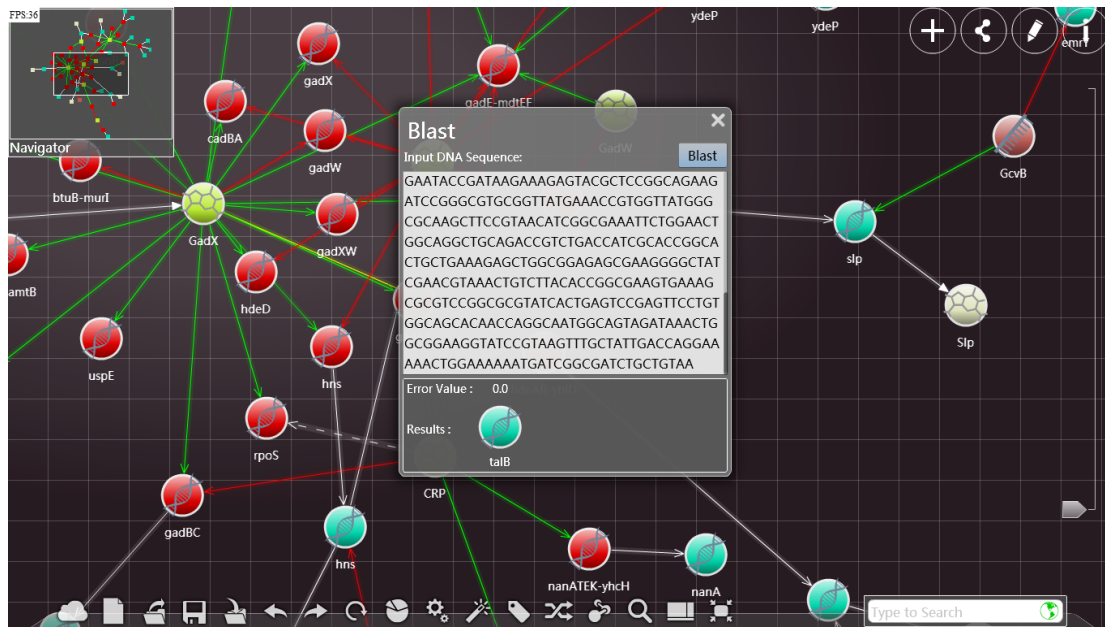 FPS:36
ydeP
ydeP
emrY
gadX
gadE-mdtEF
Navigator
cadBA
gadW
GadW
GcvB
btuB-murI
GadX
gadXW
slp
amtB
hdeD
Slp
uspE
hns
rpoS
CRP
gadBC
hns
nanATEK-yhcH
nanA
Blast
Input DNA Sequence:
Blast
GAATACCGATAAGAAAGAGTACGCTCCGGCAGAAG
ATCCGGGCGTGCGGTTATGAAACCGTGGTTATGGG
CGCAAGCTTCCGTAACATCGGCGAAATTCTGGAACT
GGCAGGCTGCAGACCGTCTGACCATCGCACCGGCA
CTGCTGAAAGAGCTGGCGGAGAGCGAAGGGGCTAT
CGAACGTAAACTGTCTTACACCGGCGAAGTGAAAG
CGCGTCCGGCGCGTATCACTGAGTCCGAGTTCCTGT
GGCAGCACAACCAGGCAATGGCAGTAGATAAACTG
GCGGAAGGTATCCGTAAGTTTGCTATTGACCAGGAA
AAACTGGAAAAAATGATCGGCGATCTGCTGTAA
Error Value : 0.0
Results :
talB
Type to Search